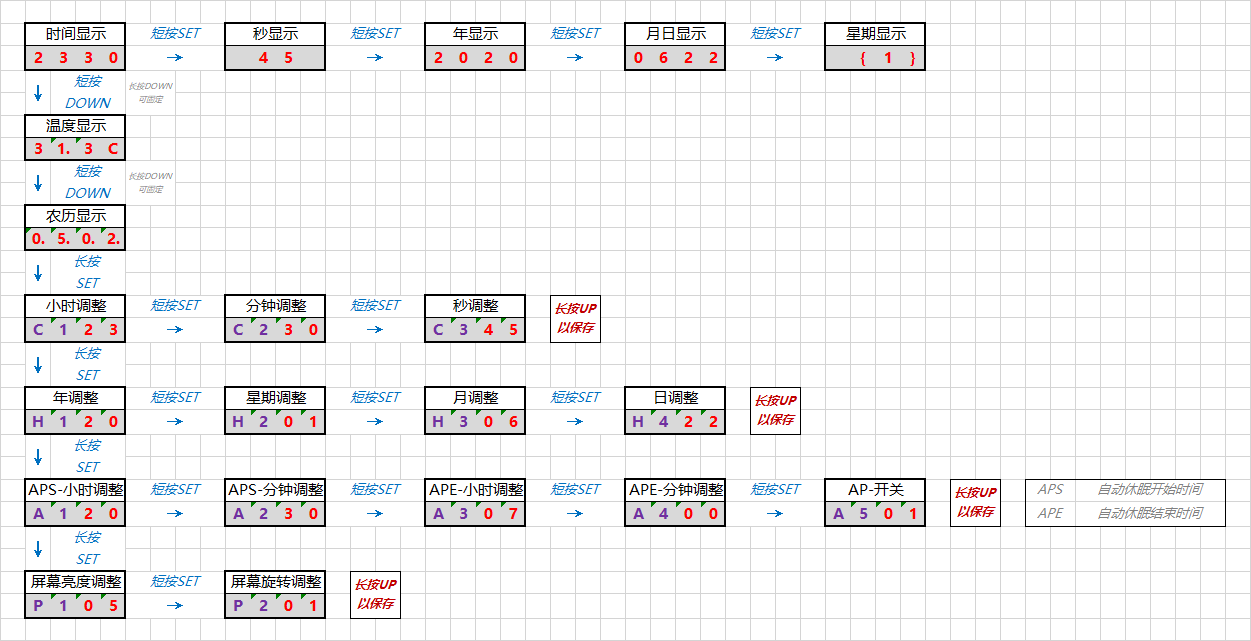 时间显示 短按SET 秒显示 短按SET 年显示 短按SET 月日显示 短按SET 星期显示
2 3 3 0 → 4 5 → 2 0 2 0 → 0 6 2 2 → { 1 }
↓ 短按 长按DOWN
DOWN 可固定
温度显示
3 1. 3 C
↓ 短按 长按DOWN
DOWN 可固定
农历显示
0. 5. 0. 2.
↓ 长按
SET
小时调整 短按SET 分钟调整 短按SET 秒调整 长按UP
C 1 2 3 → C 2 3 0 → C 3 4 5 以保存
↓ 长按
SET
年调整 短按SET 星期调整 短按SET 月调整 短按SET 日调整 长按UP
H 1 2 0 → H 2 0 1 → H 3 0 6 → H 4 2 2 以保存
↓ 长按
SET
APS-小时调整 短按SET APS-分钟调整 短按SET APE-小时调整 短按SET APE-分钟调整 短按SET AP-开关 长按UP APS 自动休眠开始时间
A 1 2 0 → A 2 3 0 → A 3 0 7 → A 4 0 0 → A 5 0 1 以保存 APE 自动休眠结束时间
↓ 长按
SET
屏幕亮度调整 短按SET 屏幕旋转调整 长按UP
P 1 0 5 → P 2 0 1 以保存